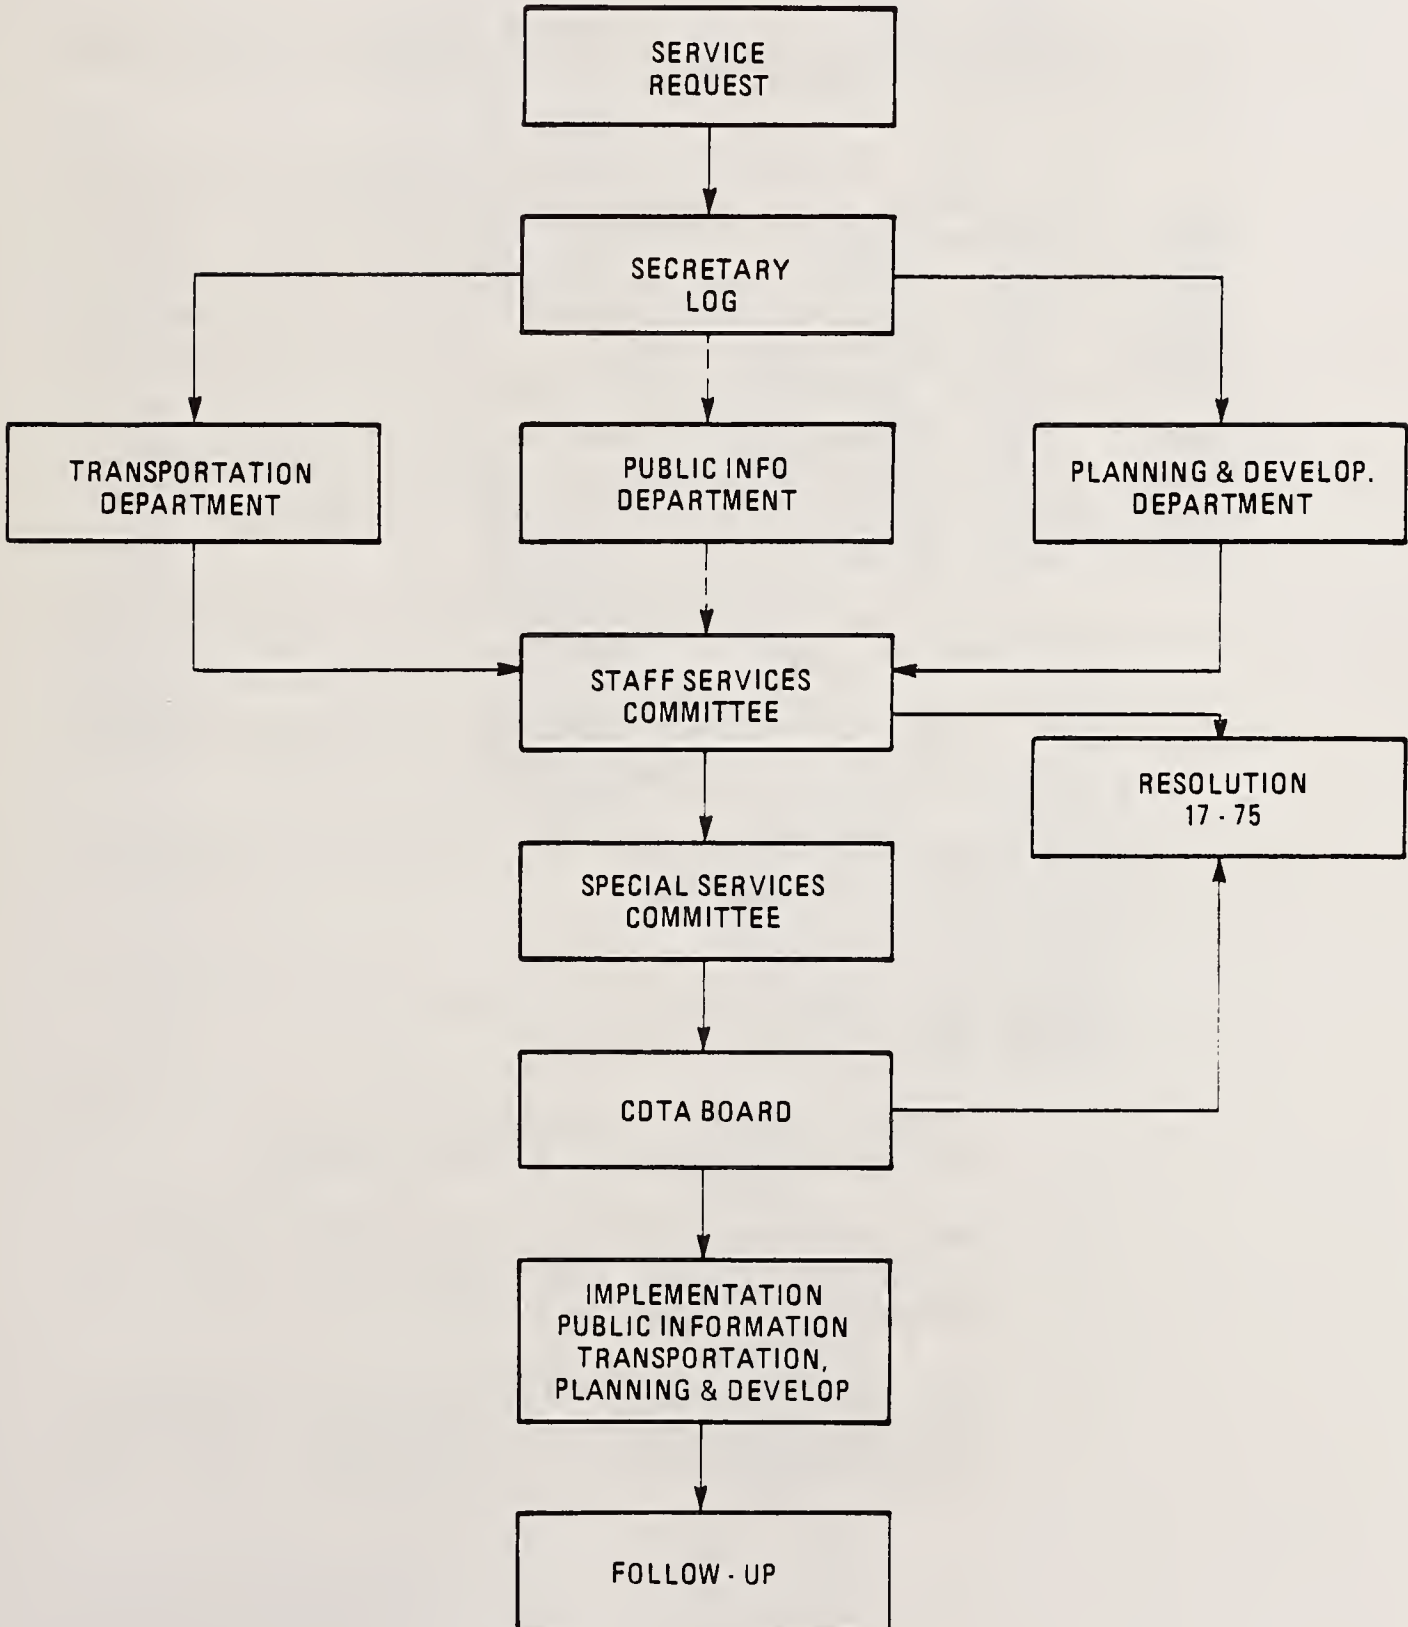 SERVICE
REQUEST
SECRETARY
LOG
TRANSPORTATION
DEPARTMENT
PUBLIC INFO
DEPARTMENT
PLANNING & DEVELOP.
DEPARTMENT
STAFF SERVICES
COMMITTEE
RESOLUTION
17 - 75
SPECIAL SERVICES
COMMITTEE
CDTA BOARD
IMPLEMENTATION
PUBLIC INFORMATION
TRANSPORTATION,
PLANNING & DEVELOP
FOLLOW - UP